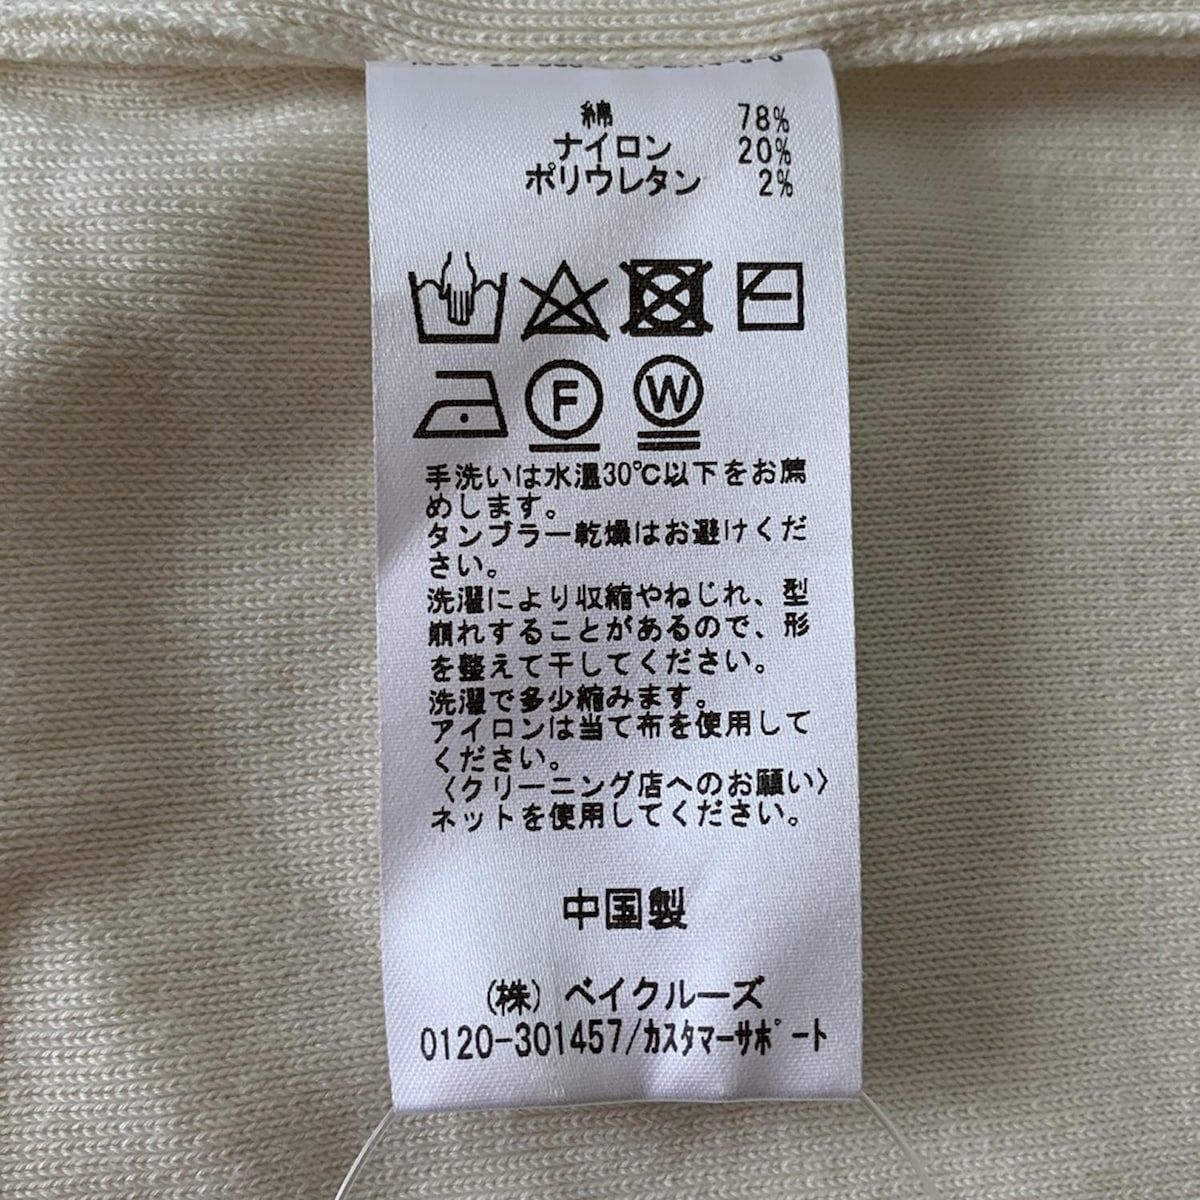 綿 78%
ナイロン 20%
ポリウレタン 2%
F W
手洗いは水温30℃以下をお薦
めします。
タンブラー乾燥はお避けくだ
さい。
洗濯により収縮やねじれ、型
崩れすることがあるので、形
を整えて干してください。
洗濯で多少縮みます。
アイロンは当て布を使用して
ください。
〈クリーニング店へのお願い〉
ネットを使用してください。
中国製
(株) ベイクルーズ
0120-301457/ｶｽﾀﾏｰｻﾎﾟｰﾄ